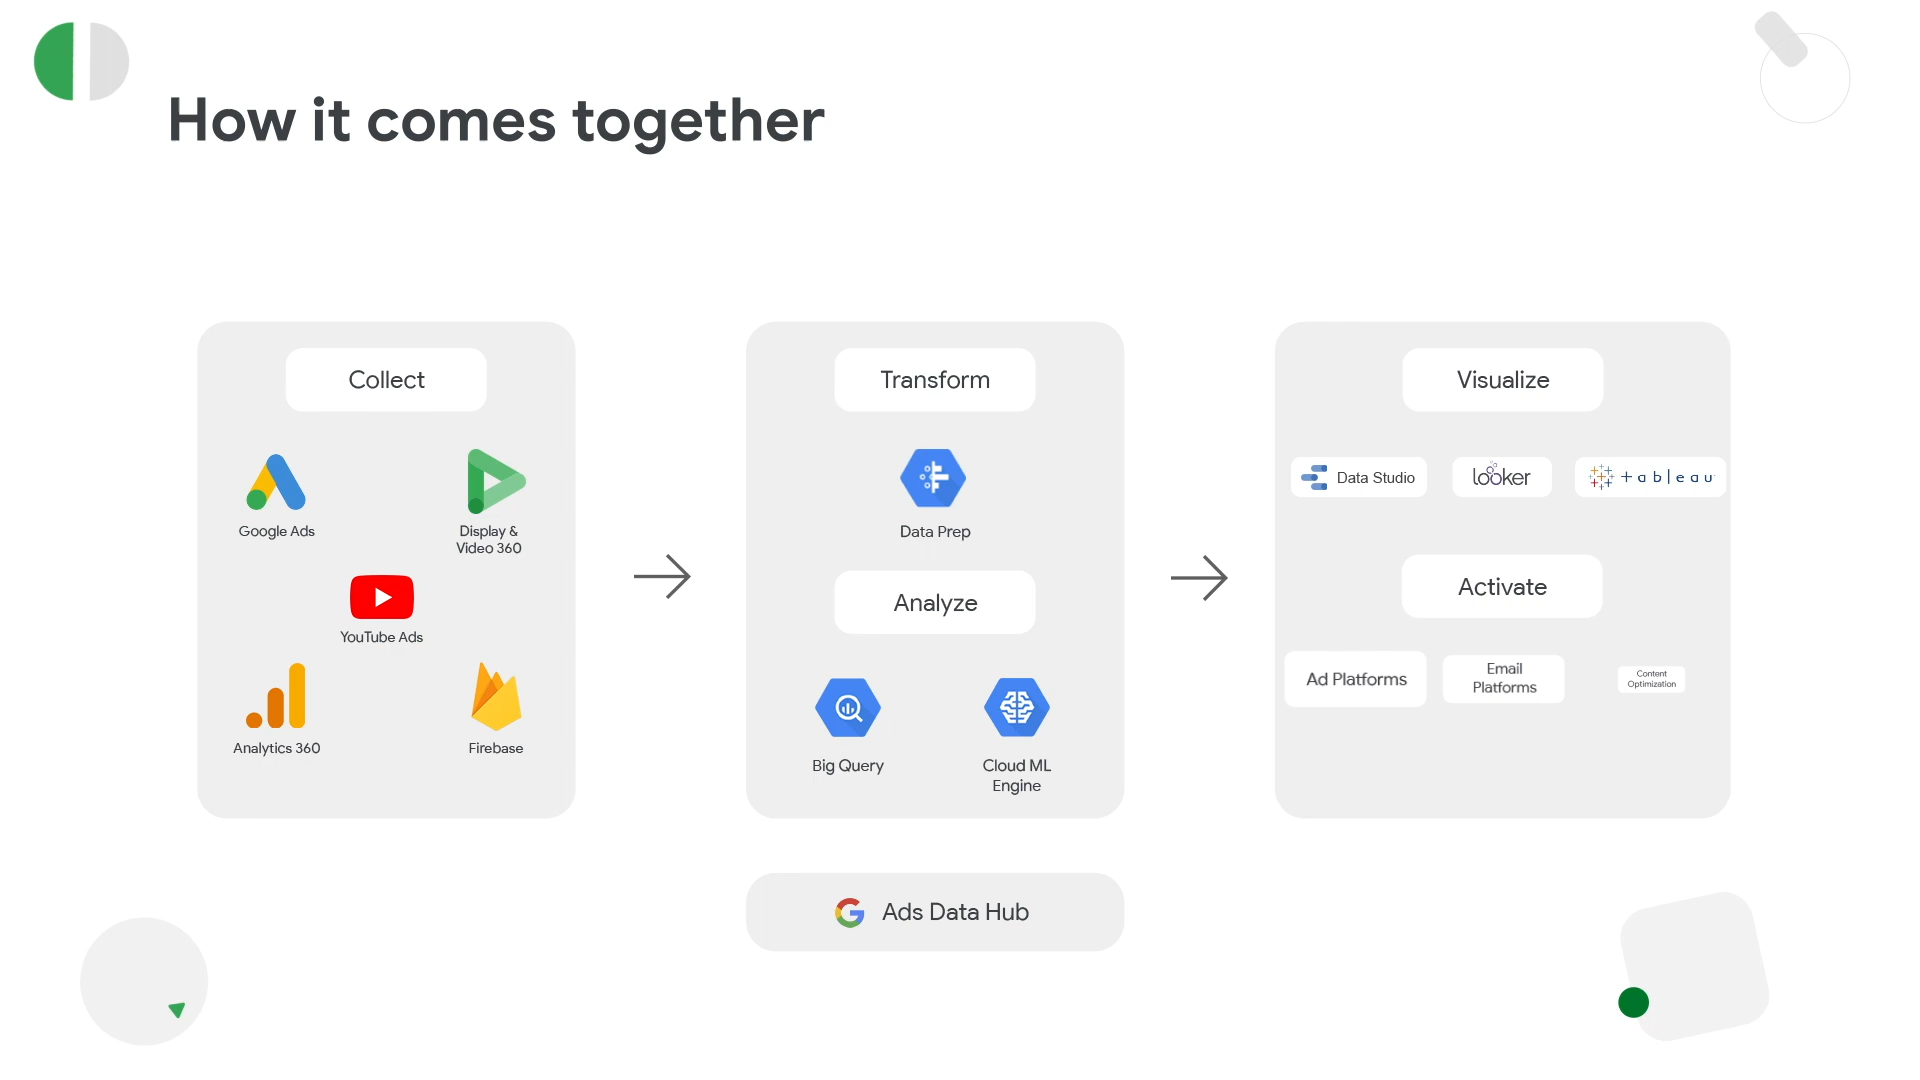 How it comes together
Collect
Google Ads
Display &
Video 360
YouTube Ads
Analytics 360
Firebase
Transform
Data Prep
Analyze
Big Query
Cloud ML
Engine
Ads Data Hub
Visualize
Data Studio
looker
+ableau
Activate
Ad Platforms
Email
Platforms
Content
Optimization